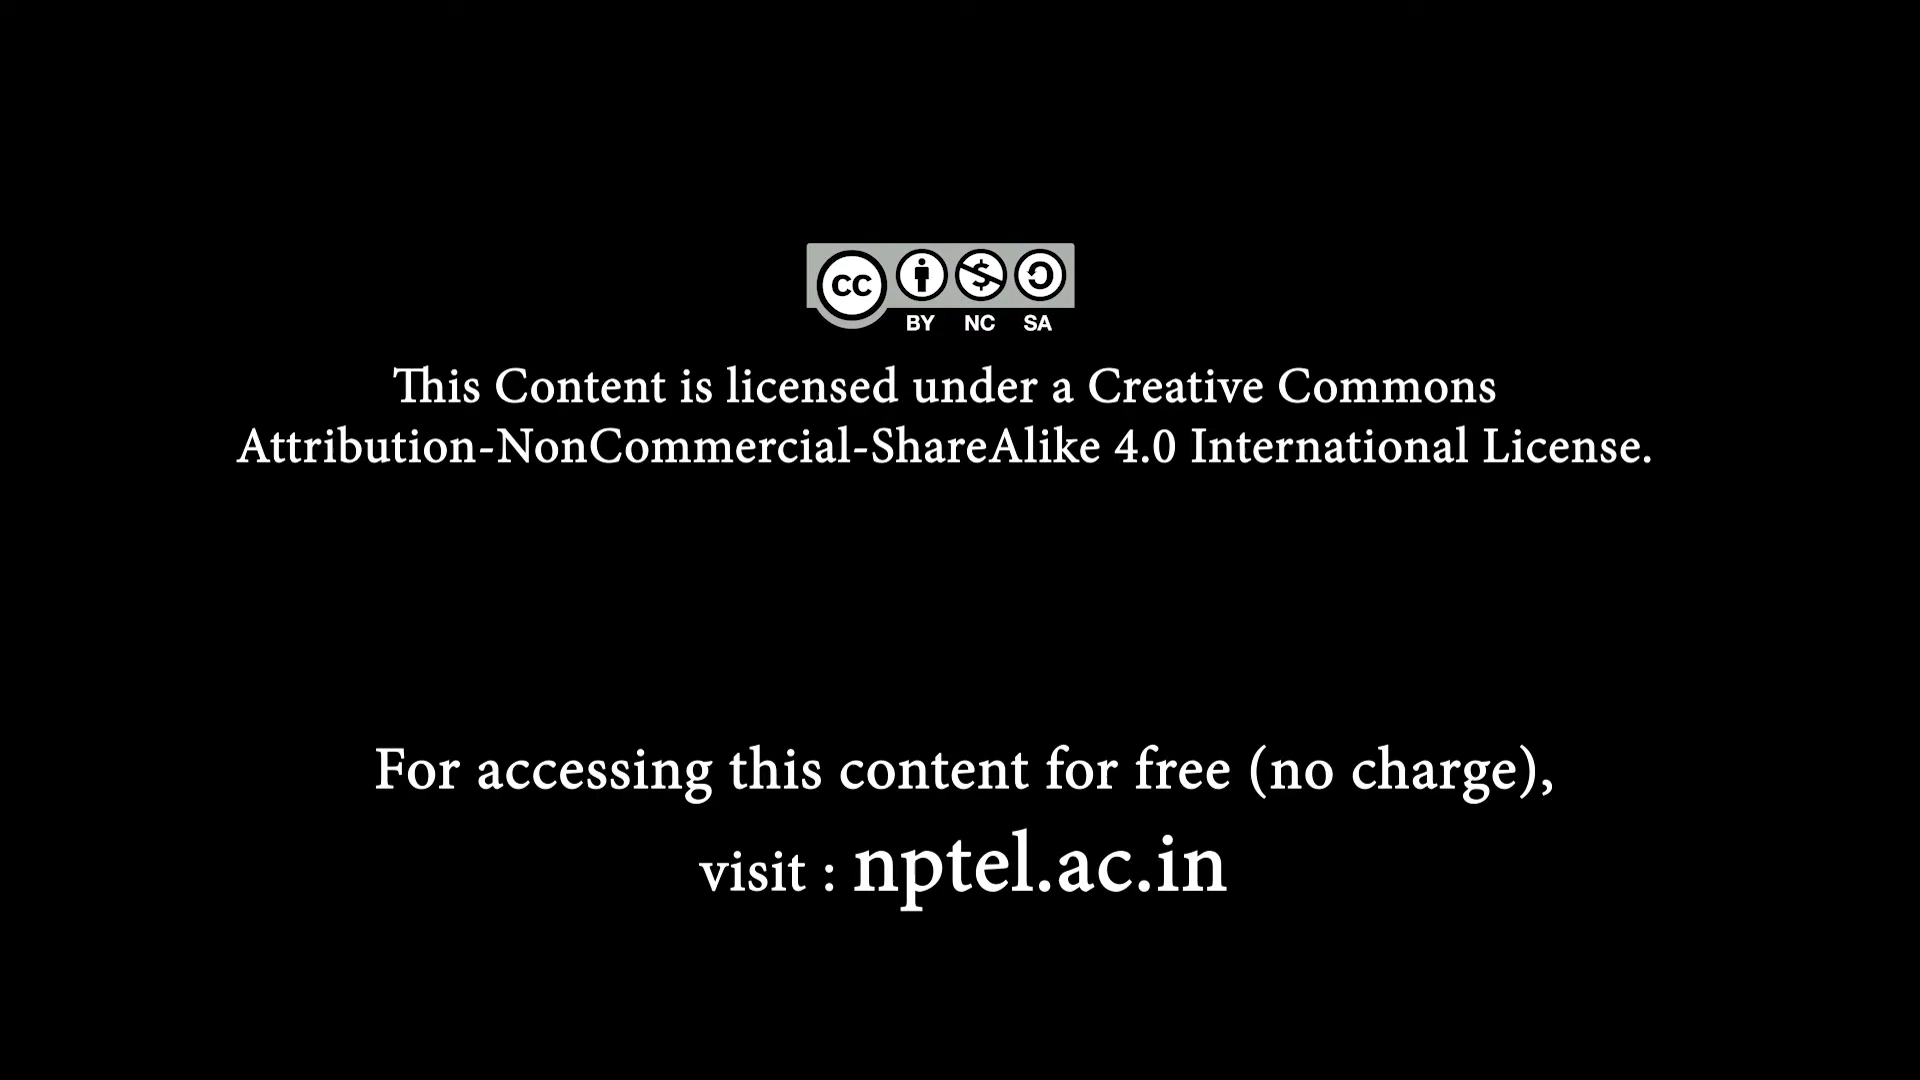 cc
BY NC SA
This Content is licensed under a Creative Commons
Attribution-NonCommercial-ShareAlike 4.0 International License.
For accessing this content for free (no charge),
visit : nptel.ac.in